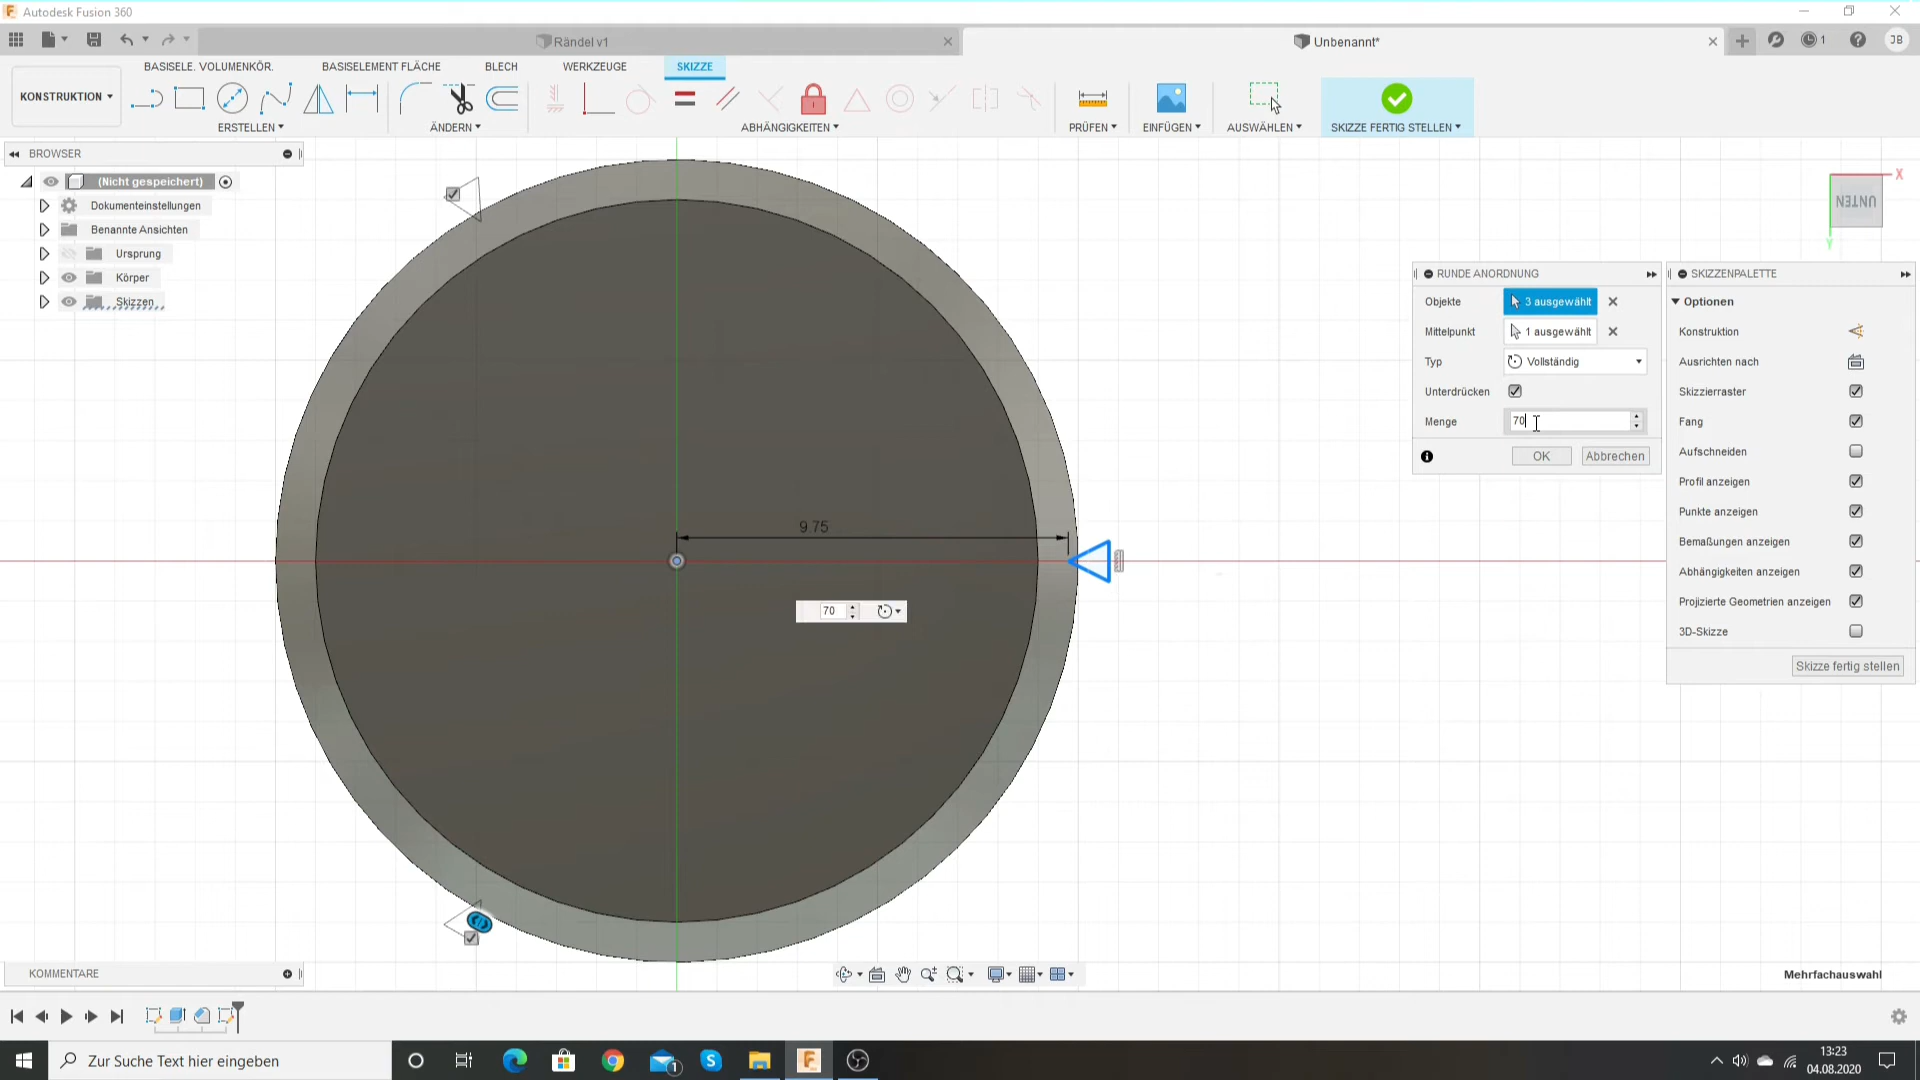 Autodesk Fusion 360
Rändel v1
Unbenannt*
1
JB
KONSTRUKTION
BASISELE. VOLUMENKÖR.
BASISELEMENT FLÄCHE
BLECH
WERKZEUGE
SKIZZE
ERSTELLEN
ÄNDERN
ABHÄNGIGKEITEN
PRÜFEN
EINFÜGEN
AUSWÄHLEN
SKIZZE FERTIG STELLEN
BROWSER
(Nicht gespeichert)
Dokumenteinstellungen
Benannte Ansichten
Ursprung
Körper
Skizzen
X
UNTEN
Y
RUNDE ANORDNUNG
Objekte
3 ausgewählt
Mittelpunkt
1 ausgewählt
Typ
Vollständig
Unterdrücken
Menge
70
OK
Abbrechen
SKIZZENPALETTE
Optionen
Konstruktion
Ausrichten nach
Skizzierraster
Fang
Aufschneiden
Profil anzeigen
Punkte anzeigen
Bemaßungen anzeigen
Abhängigkeiten anzeigen
Projizierte Geometrien anzeigen
3D-Skizze
Skizze fertig stellen
9.75
70
KOMMENTARE
Mehrfachauswahl
Zur Suche Text hier eingeben
1
13:23
04.08.2020